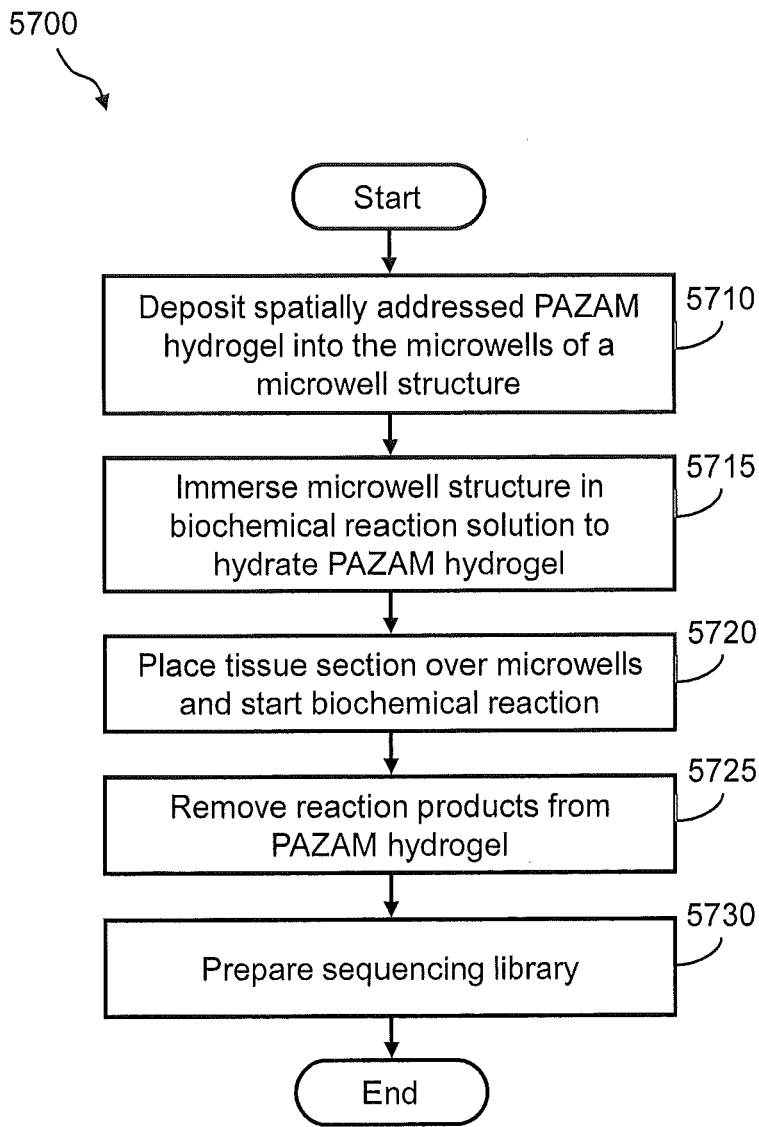 5700
Start
Deposit spatially addressed PAZAM
hydrogel into the microwells of a
microwell structure
5710
Immerse microwell structure in
biochemical reaction solution to
hydrate PAZAM hydrogel
5715
Place tissue section over microwells
and start biochemical reaction
5720
Remove reaction products from
PAZAM hydrogel
5725
Prepare sequencing library
5730
End